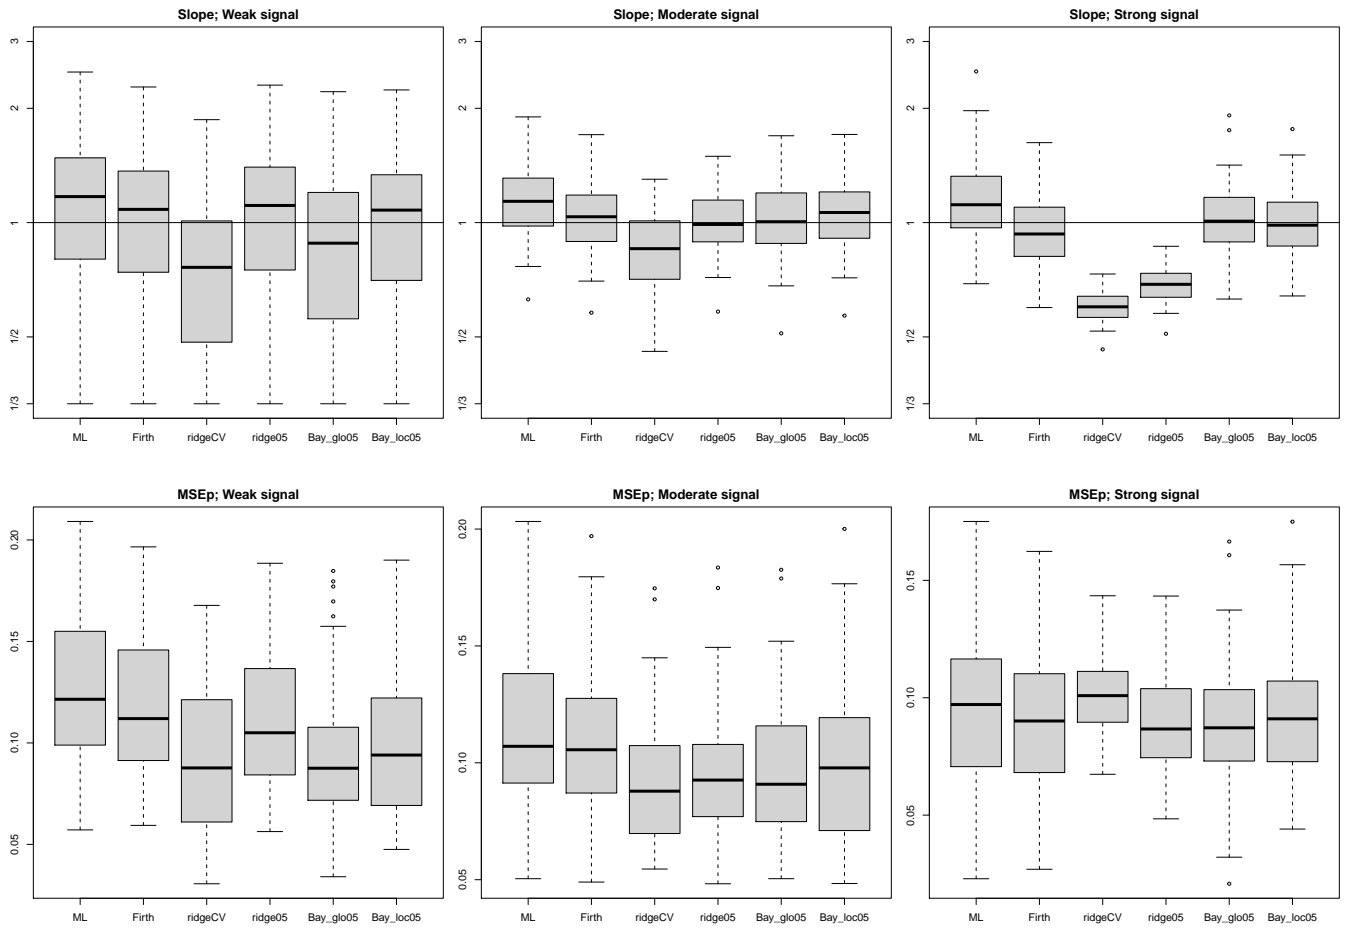 Slope; Weak signal
3
2
1
1/2
1/3
ML Firth ridgeCV ridge05 Bay_glo05 Bay_loc05
Slope; Moderate signal
3
2
1
1/2
1/3
ML Firth ridgeCV ridge05 Bay_glo05 Bay_loc05
Slope; Strong signal
3
2
1
1/2
1/3
ML Firth ridgeCV ridge05 Bay_glo05 Bay_loc05
MSEp; Weak signal
0.20
0.15
0.10
0.05
ML Firth ridgeCV ridge05 Bay_glo05 Bay_loc05
MSEp; Moderate signal
0.20
0.15
0.10
0.05
ML Firth ridgeCV ridge05 Bay_glo05 Bay_loc05
MSEp; Strong signal
0.15
0.10
0.05
ML Firth ridgeCV ridge05 Bay_glo05 Bay_loc05